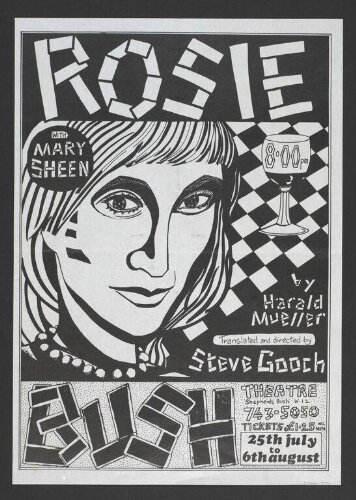 ROSIE
WITH
MARY
SHEEN
8·00pm
by
Harald
Mueller
Translated and directed by
Steve Gooch
BUSH
THEATRE
Shepherds Bush W.12.
743·5050
TICKETS £1·25
25th july
to
6th august